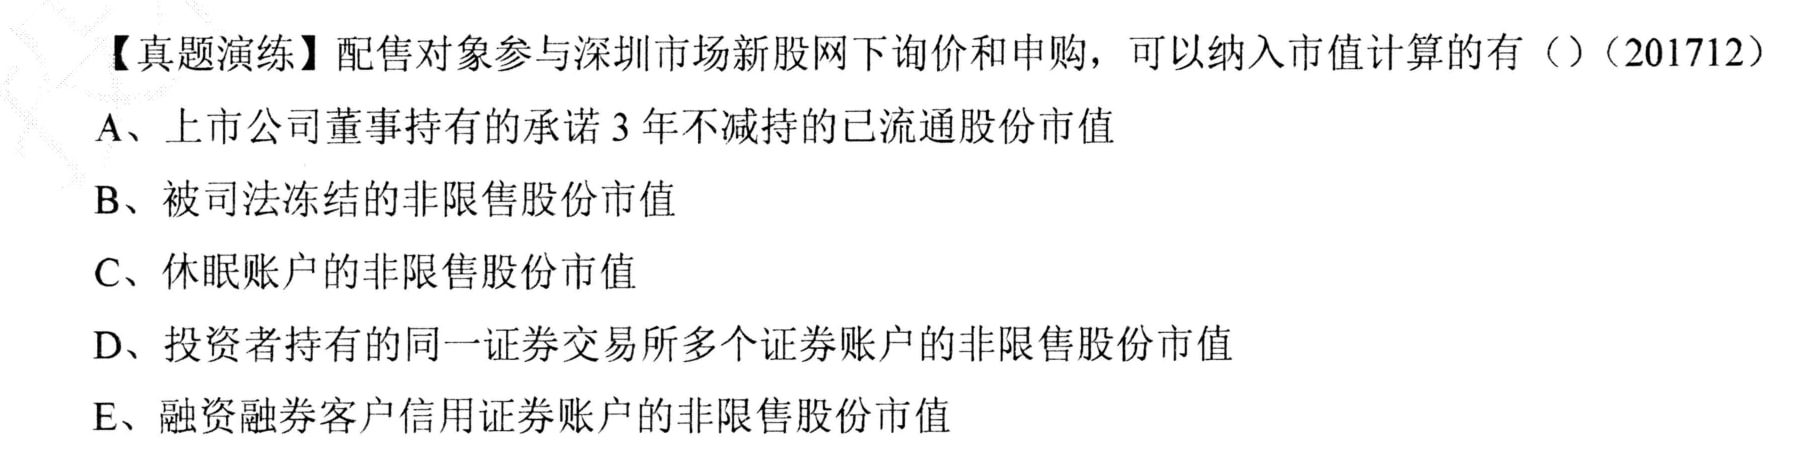 【真题演练】配售对象参与深圳市场新股网下询价和申购，可以纳入市值计算的有（）（201712）
A、上市公司董事持有的承诺 3 年不减持的已流通股份市值
B、被司法冻结的非限售股份市值
C、休眠账户的非限售股份市值
D、投资者持有的同一证券交易所多个证券账户的非限售股份市值
E、融资融券客户信用证券账户的非限售股份市值